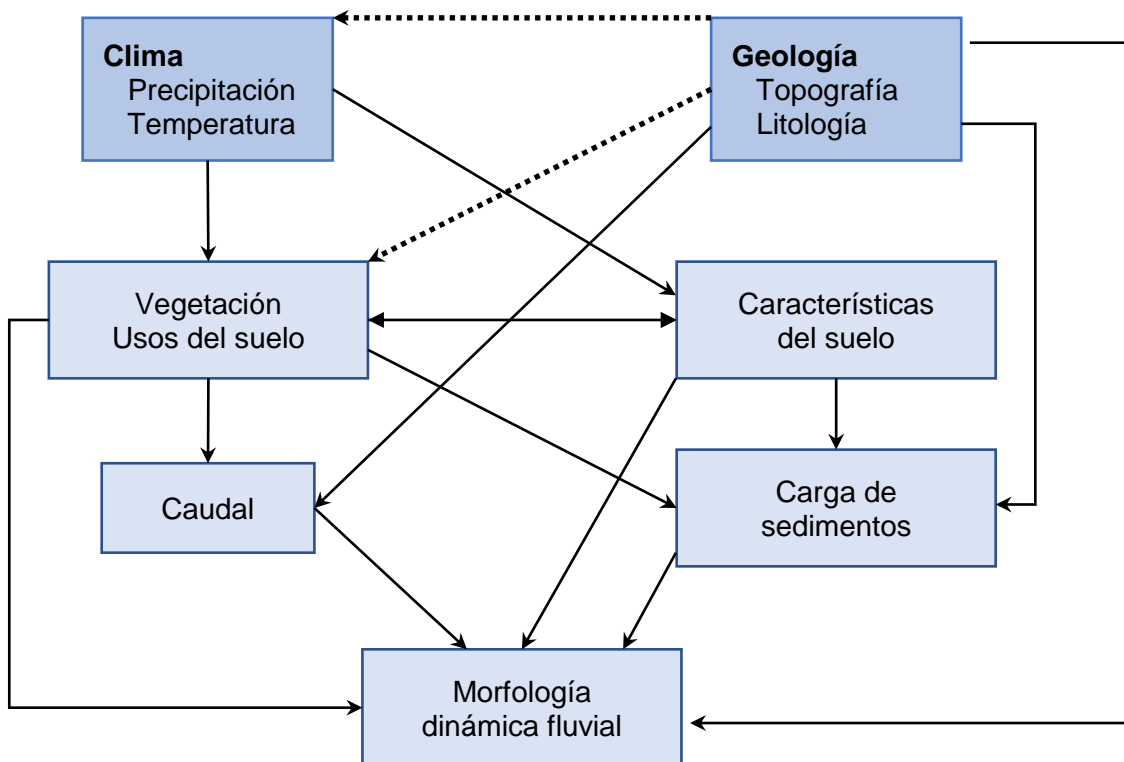 Clima
Precipitación
Temperatura
Geología
Topografía
Litología
Vegetación
Usos del suelo
Característícas
del suelo
Caudal
Carga de
sedimentos
Morfología
dinámica fluvial